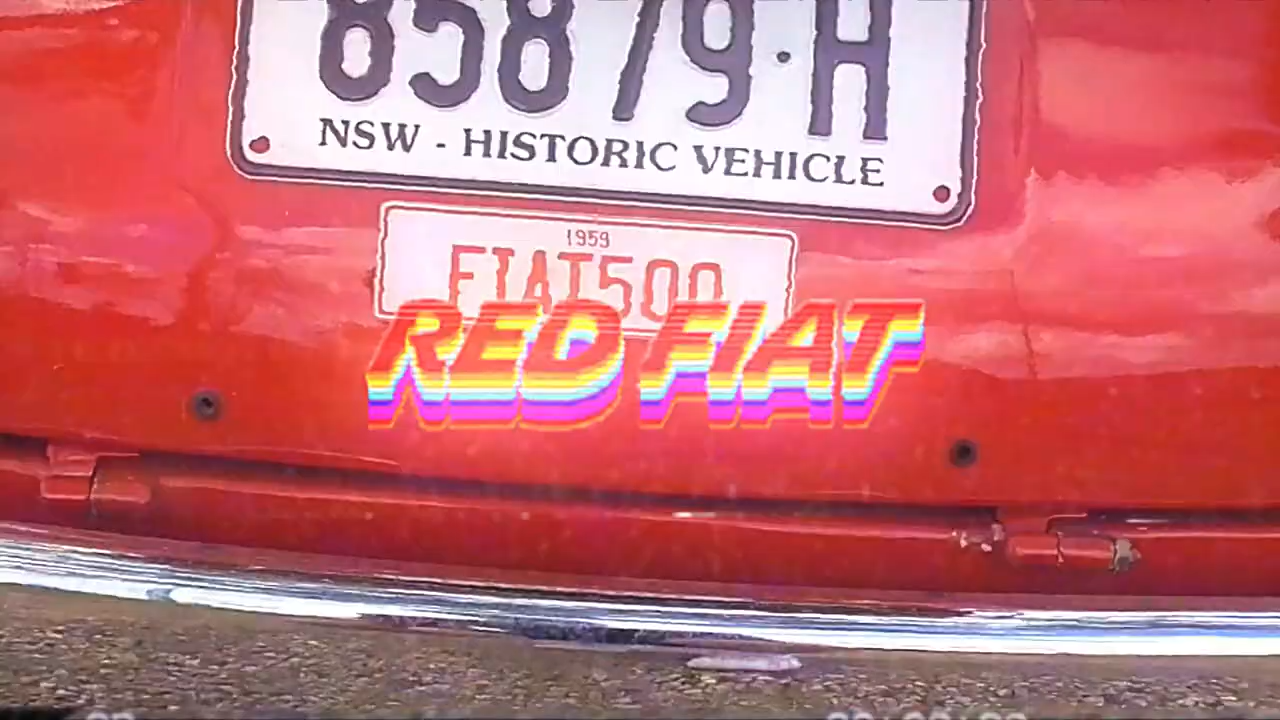 85879·H
NSW - HISTORIC VEHICLE
1959
FIAT500
RED FIAT